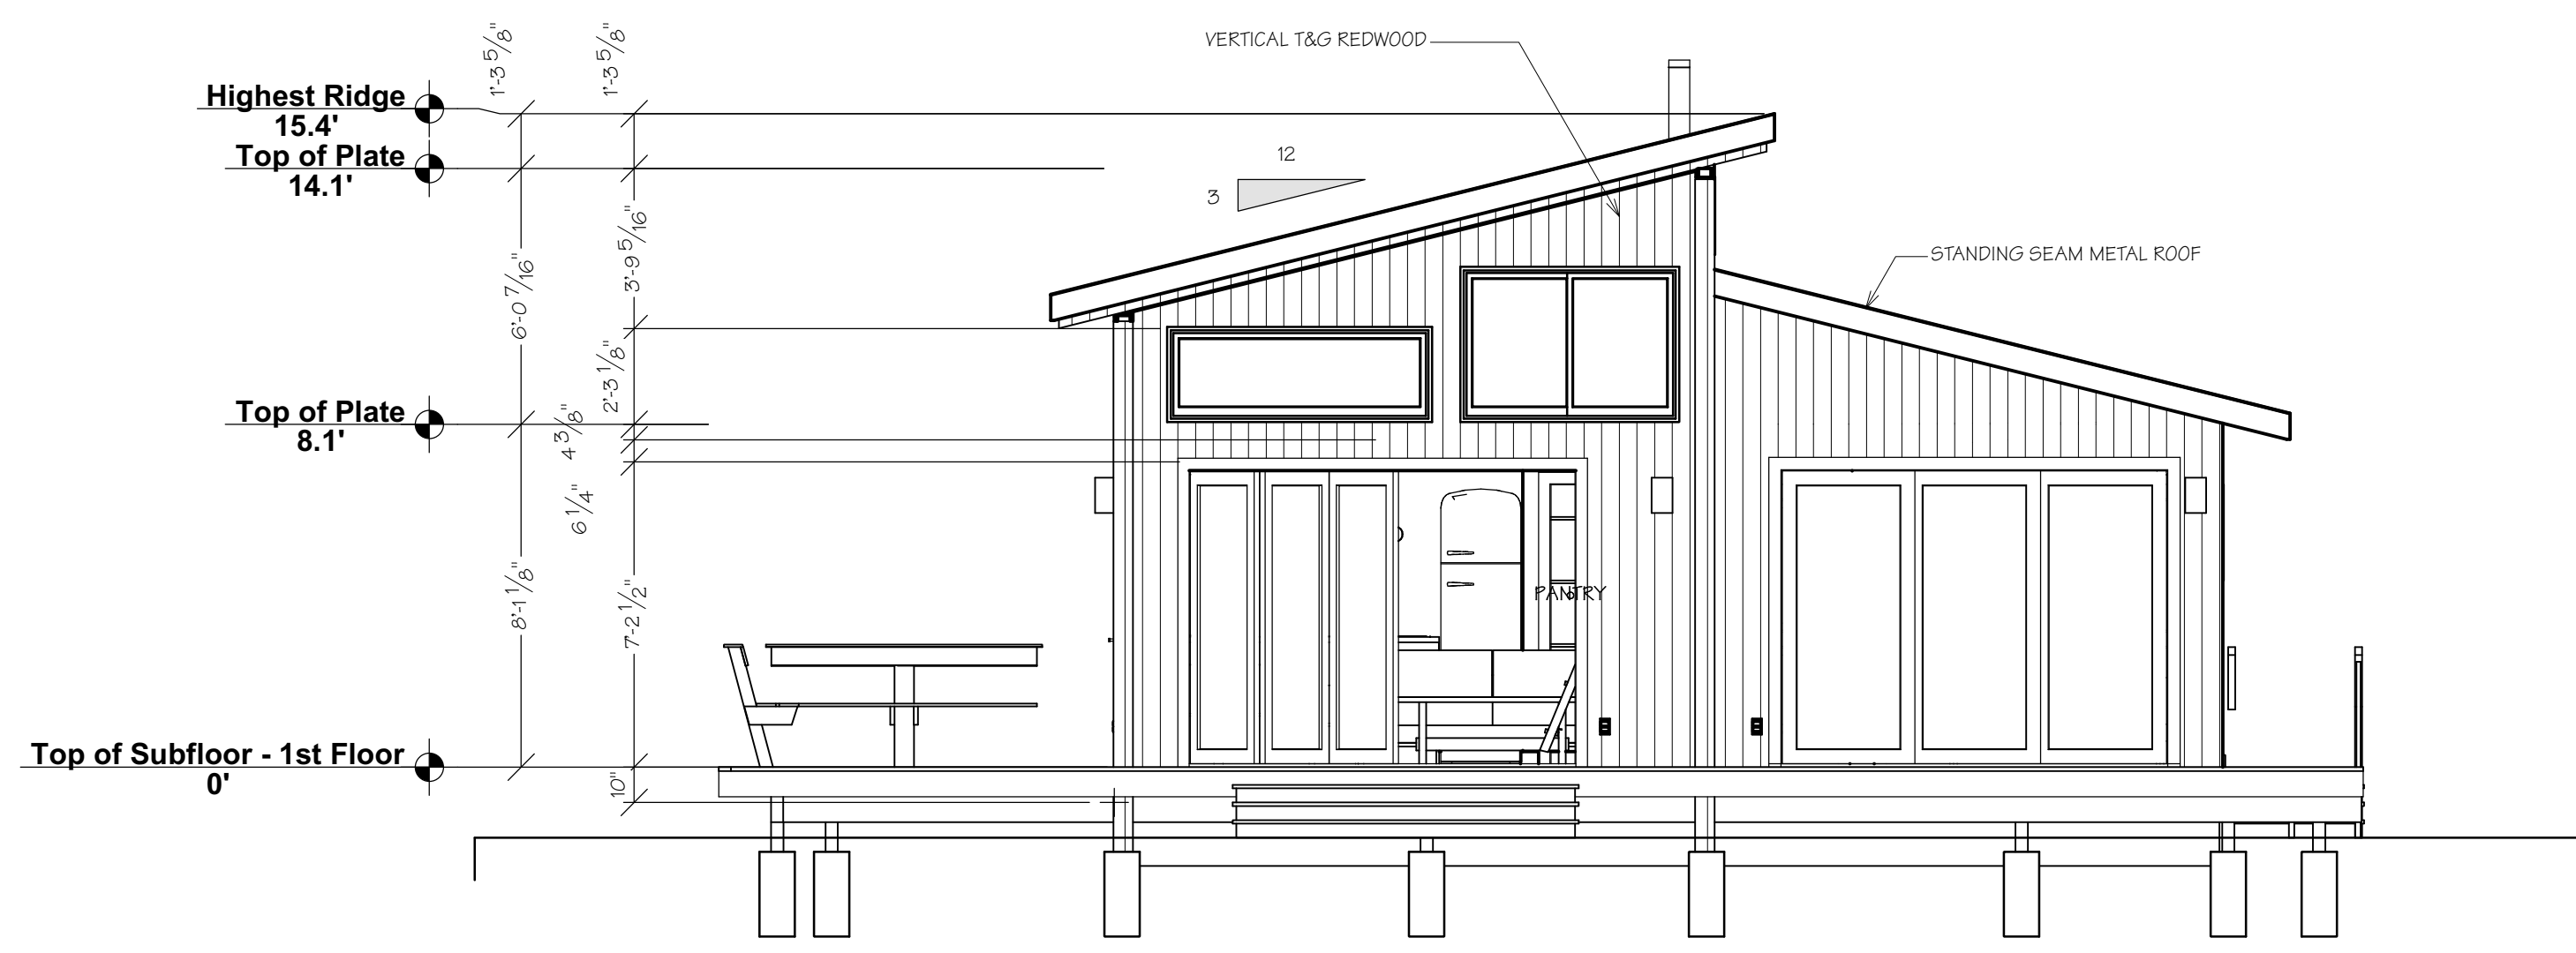 1'-3 5/8"
1'-3 5/8"
VERTICAL T&G REDWOOD
Highest Ridge
15.4'
Top of Plate
14.1'
12
3
3'-9 5/16"
6'-0 7/16"
STANDING SEAM METAL ROOF
2'-3 1/8"
Top of Plate
8.1'
4 3/8"
6 1/4"
8'-1 1/8"
7'-2 1/2"
PANTRY
Top of Subfloor - 1st Floor
0'
10"